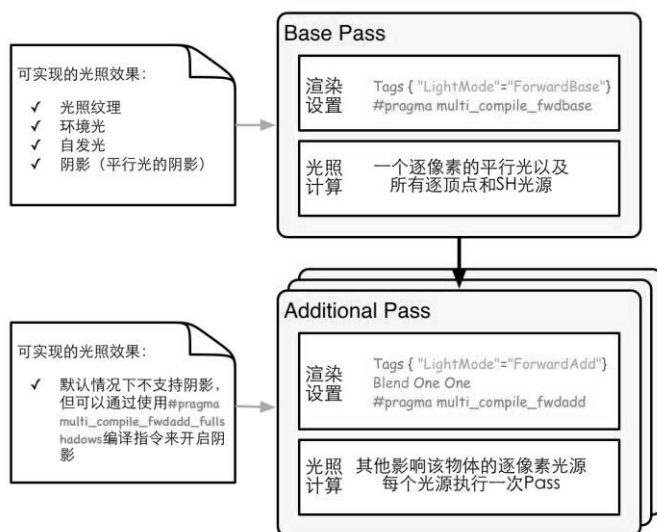 Base Pass
可实现的光照效果：
✓ 光照纹理
✓ 环境光
✓ 自发光
✓ 阴影（平行光的阴影）
渲染
设置
Tags { "LightMode"="ForwardBase"}
#pragma multi_compile_fwdbase
光照
计算
一个逐像素的平行光以及
所有逐顶点和SH光源
Additional Pass
可实现的光照效果：
✓ 默认情况下不支持阴影，
但可以通过使用#pragma
multi_compile_fwdadd_fulls
hadows编译指令来开启阴
影
渲染
设置
Tags { "LightMode"="ForwardAdd"}
Blend One One
#pragma multi_compile_fwdadd
光照
计算
其他影响该物体的逐像素光源
每个光源执行一次Pass